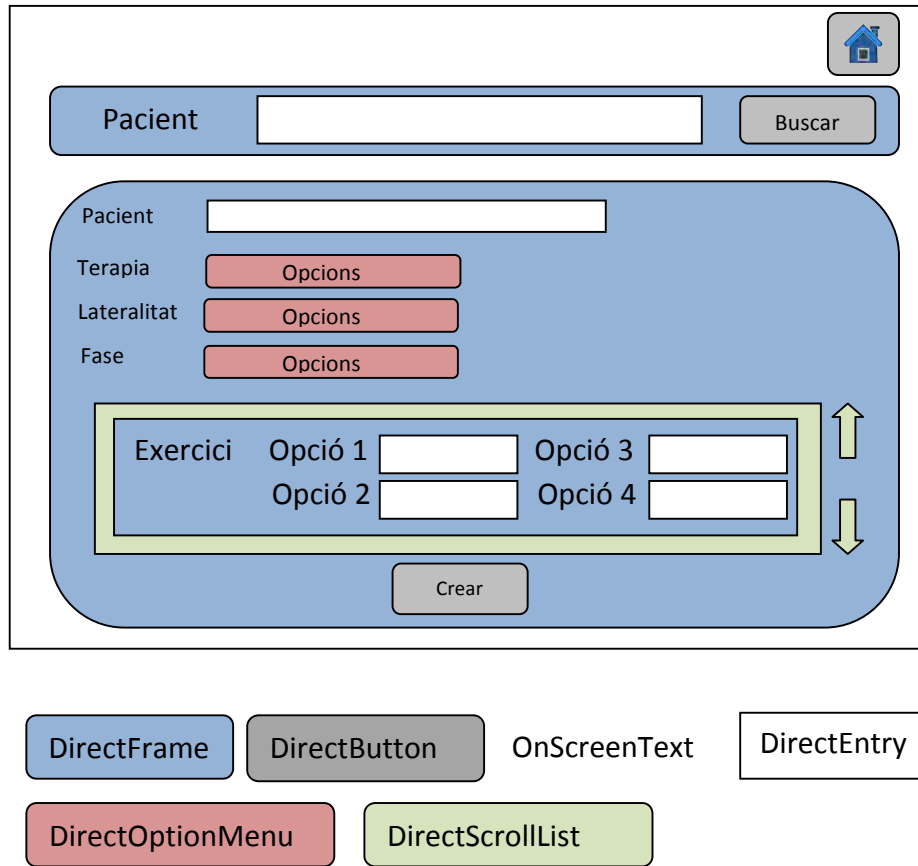 Pacient Buscar
Pacient
Terapia Opcions
Lateralitat Opcions
Fase Opcions
Exercici Opció 1 Opció 3
Opció 2 Opció 4
Crear
DirectFrame DirectButton OnScreenText DirectEntry
DirectOptionMenu DirectScrollList